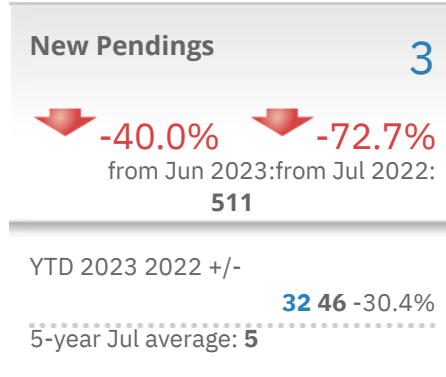 New Pendings 3
-40.0% -72.7%
from Jun 2023:from Jul 2022:
511
YTD 2023 2022 +/-
32 46 -30.4%
5-year Jul average: 5